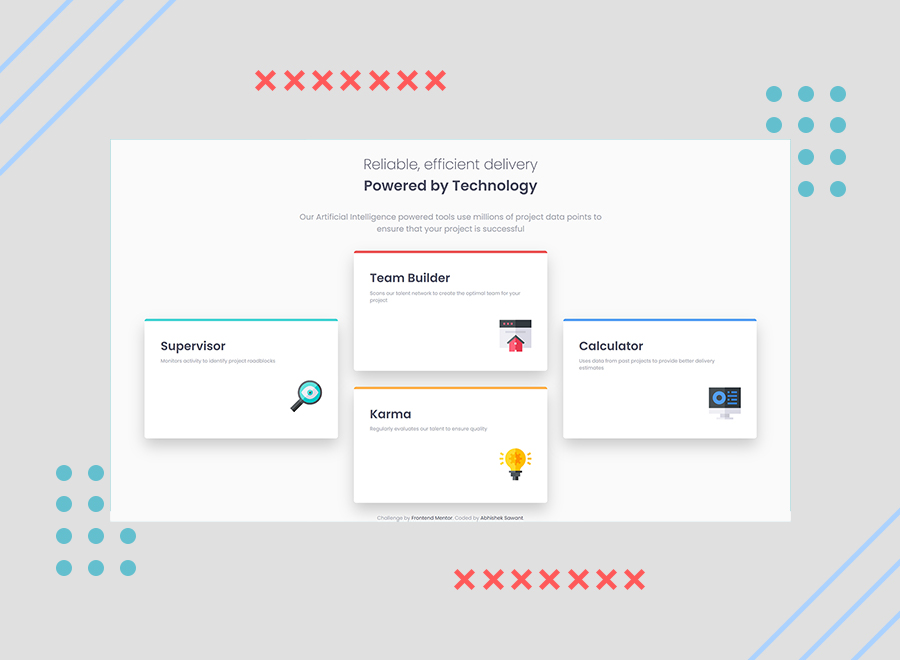 Reliable, efficient delivery
Powered by Technology
Our Artificial Intelligence powered tools use millions of project data points to
ensure that your project is successful
Team Builder
Scans our talent network to create the optimal team for your
project
Supervisor
Monitors activity to identify project roadblocks
Calculator
Uses data from past projects to provide better delivery
estimates
Karma
Regularly evaluates our talent to ensure quality
Challenge by Frontend Mentor. Coded by Abhishek Sawant.